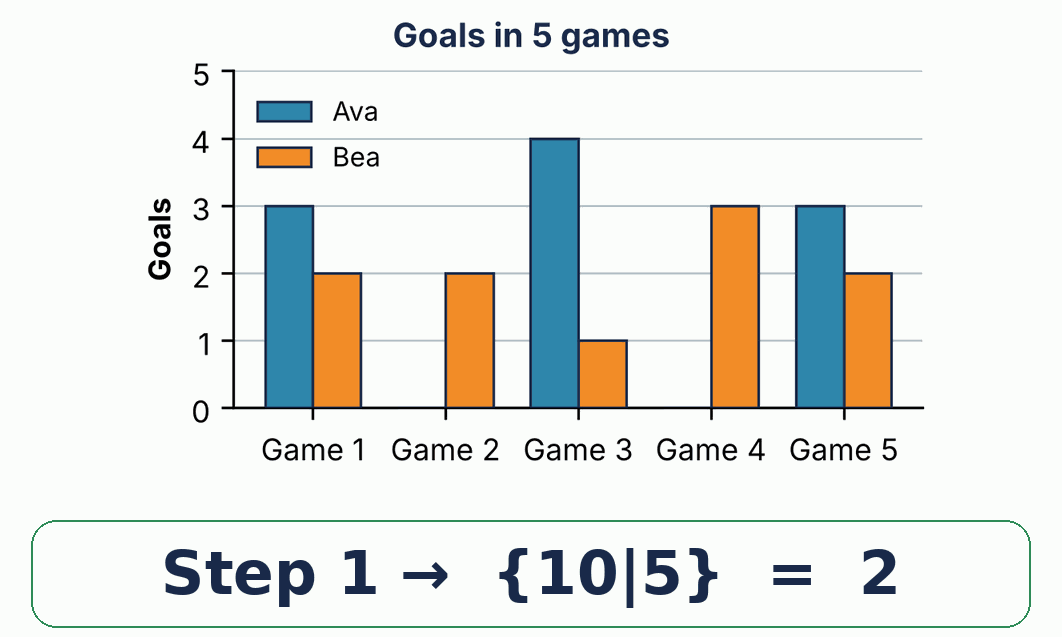 Goals in 5 games
5
4
3
2
1
0
Goals
Ava
Bea
Game 1 Game 2 Game 3 Game 4 Game 5
Step 1 → {10|5} = 2